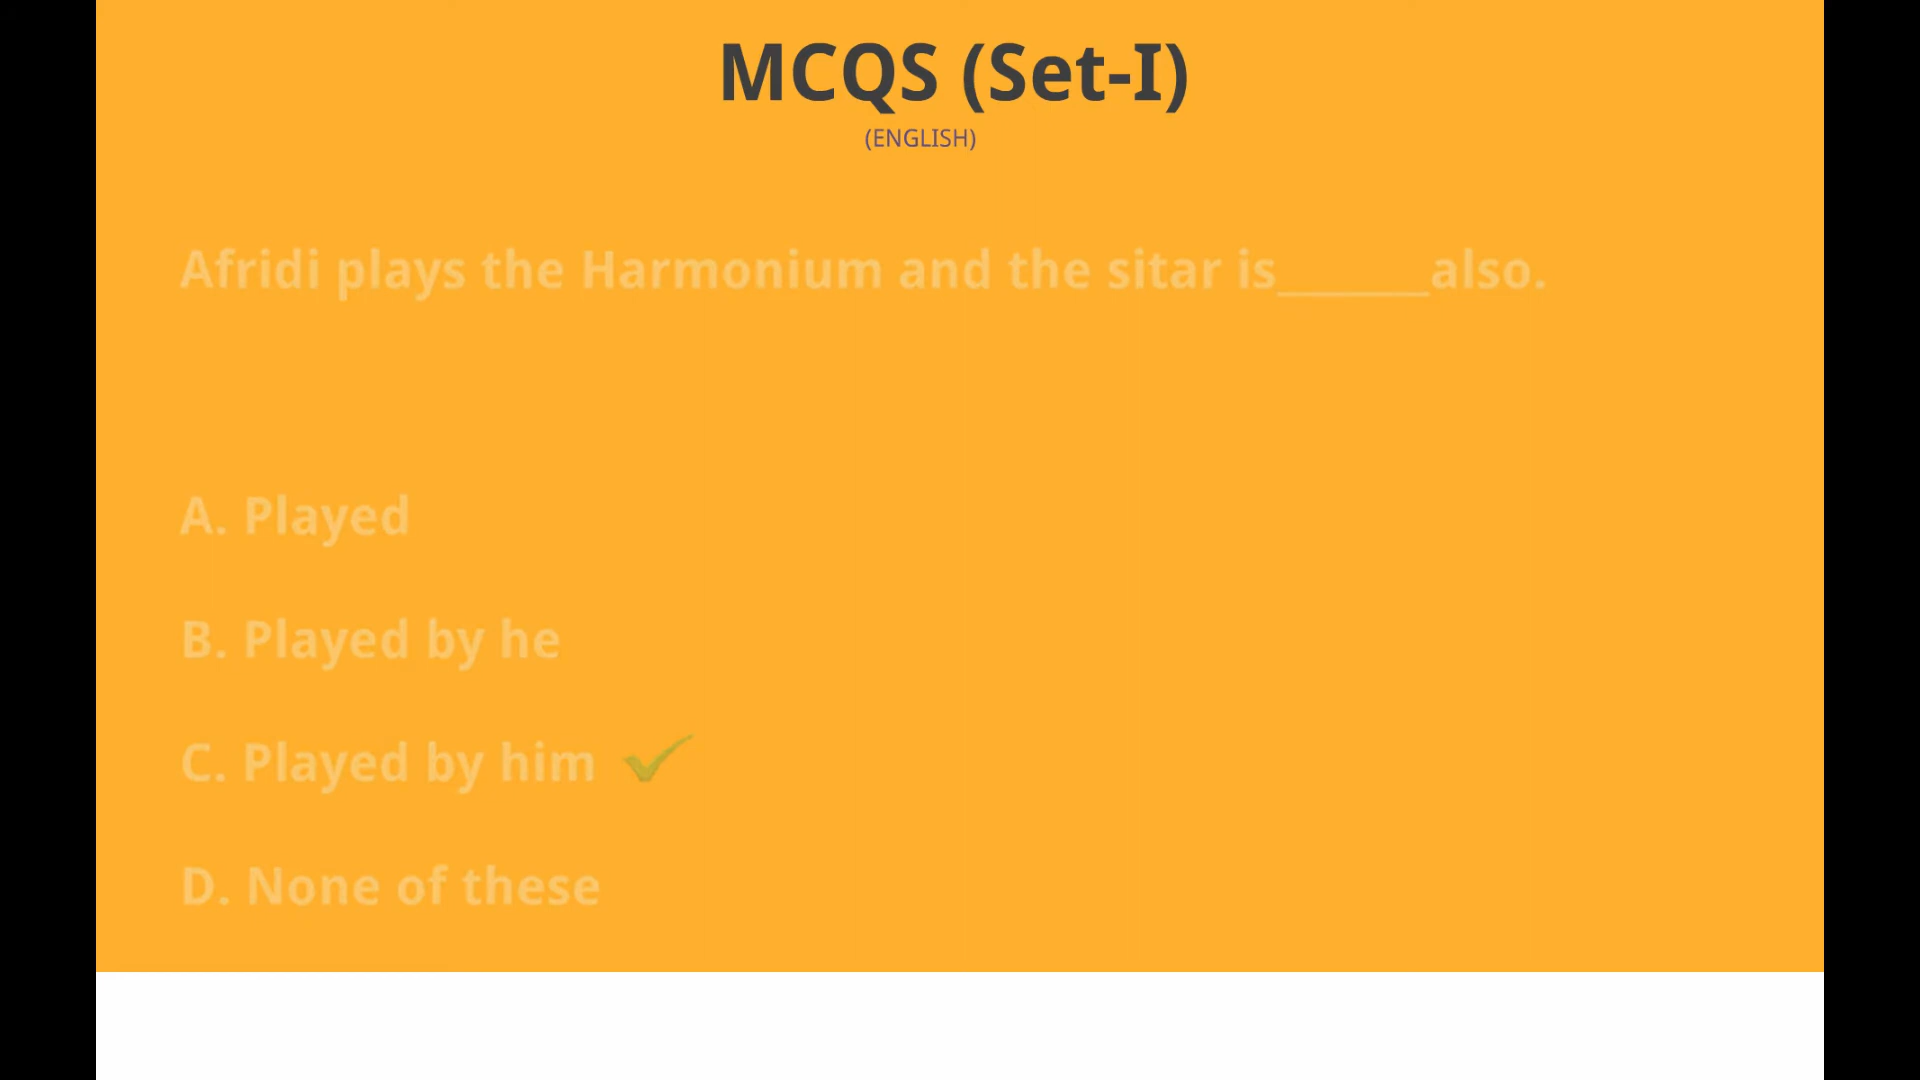 MCQS (Set-I)
(ENGLISH)
Afridi plays the Harmonium and the sitar is______also.
A. Played
B. Played by he
C. Played by him
D. None of these